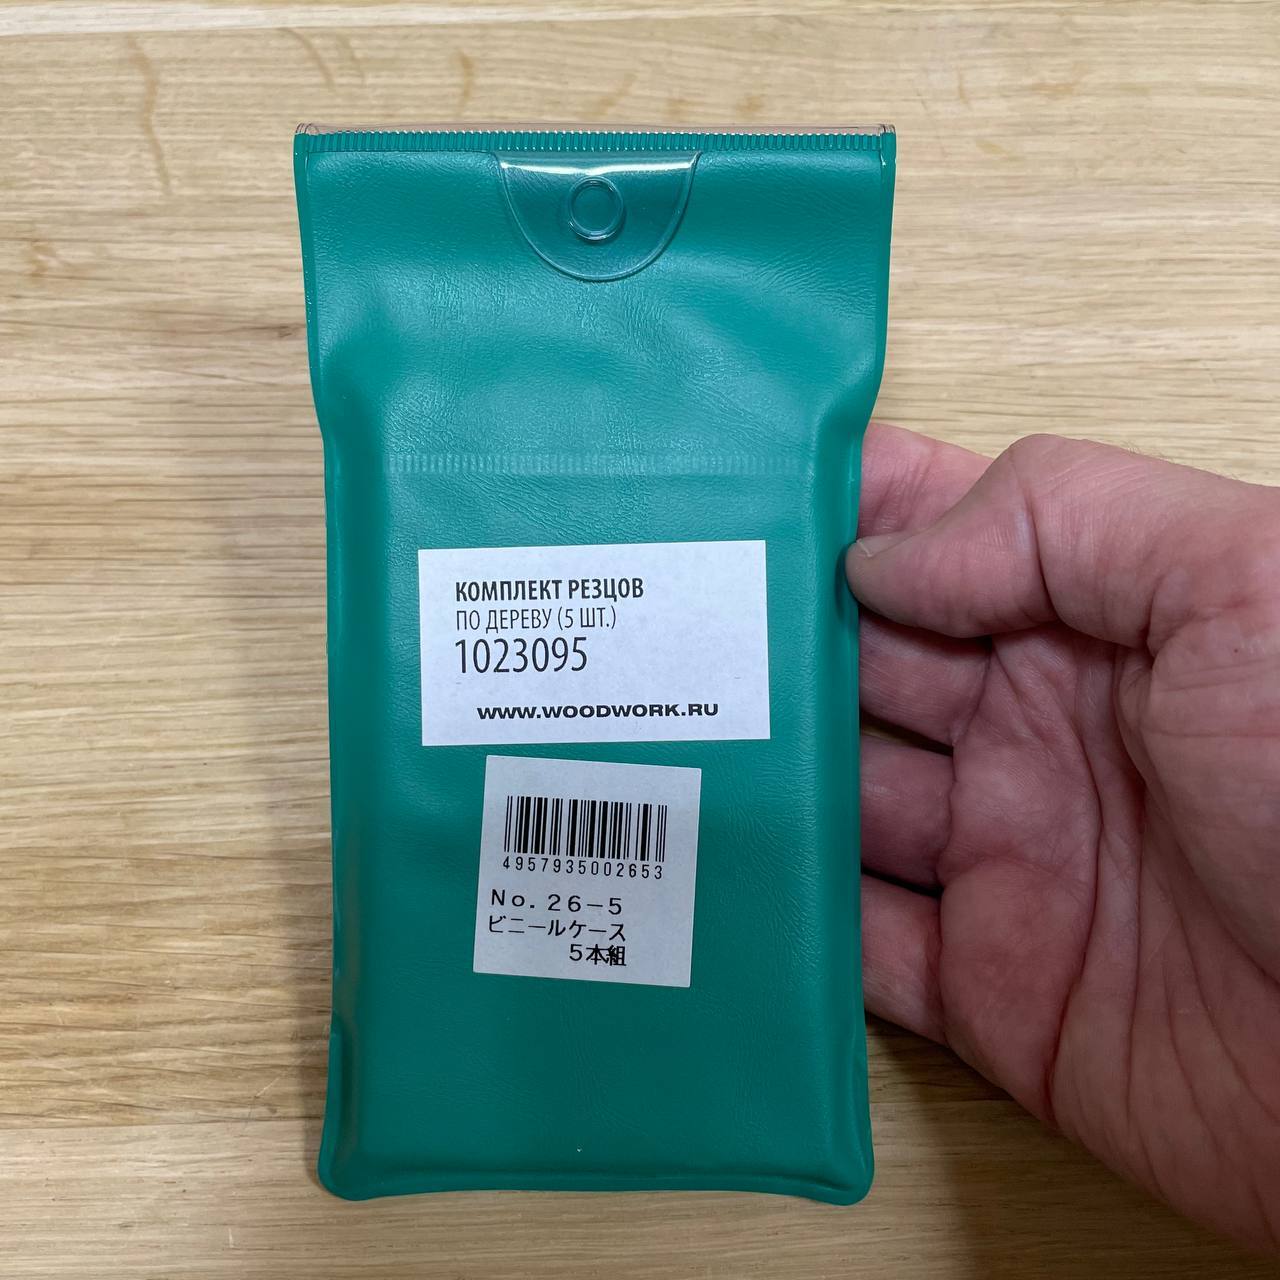 КОМПЛЕКТ РЕЗЦОВ
ПО ДЕРЕВУ (5 ШТ.)
1023095
WWW.WOODWORK.RU
4957935002653
No. 26-5
ビニールケース
5本組